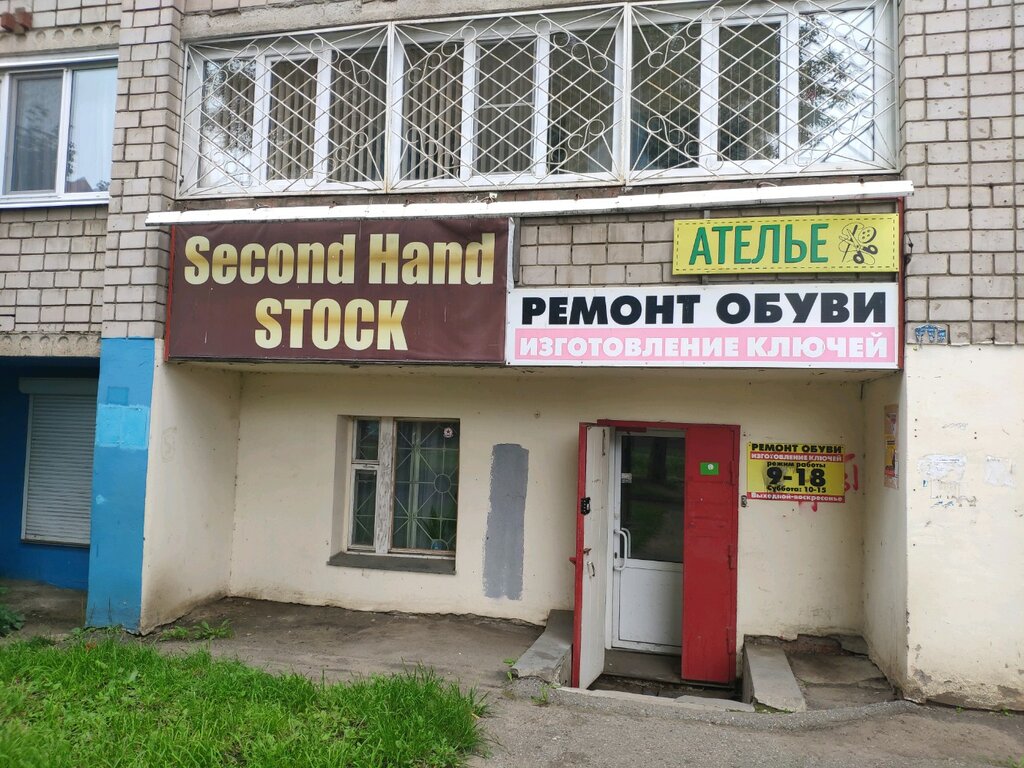 Second Hand
STOCK
АТЕЛЬЕ
РЕМОНТ ОБУВИ
ИЗГОТОВЛЕНИЕ КЛЮЧЕЙ
РЕМОНТ ОБУВИ
ИЗГОТОВЛЕНИЕ КЛЮЧЕЙ
режим работы
9-18
Суббота: 10-15
Выходной-воскресенье